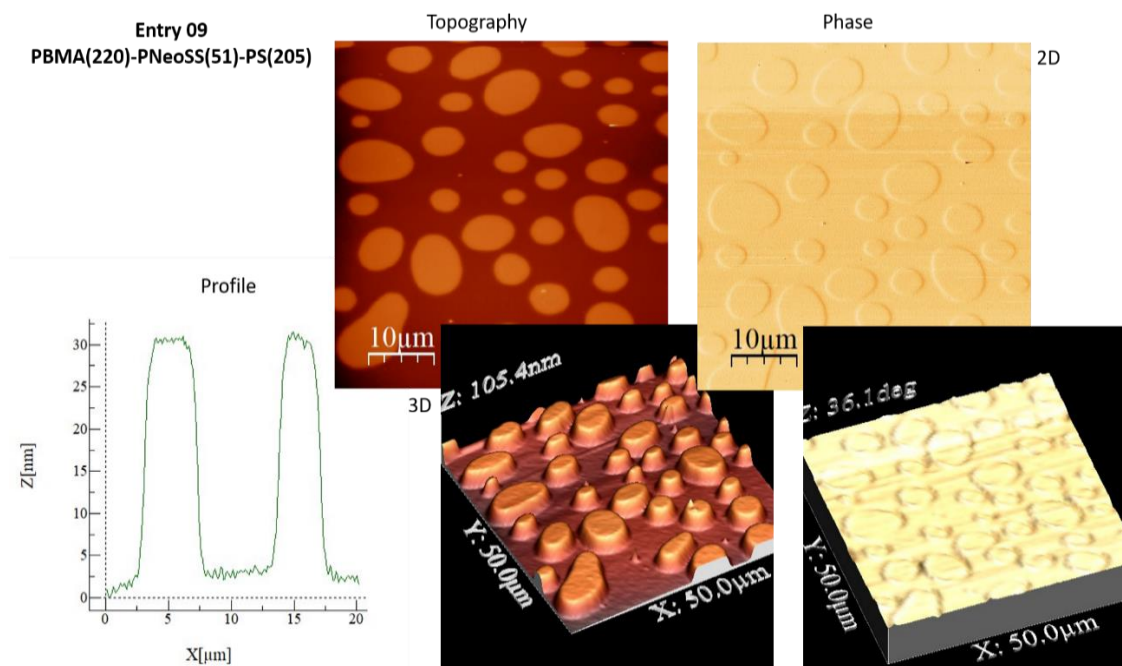 Entry 09
PBMA(220)-PNeoSS(51)-PS(205)
Topography
Phase
2D
10µm
10µm
3D
Z: 105.4nm
Y: 50.0µm
X: 50.0µm
Z: 36.1deg
Y: 50.0µm
X: 50.0µm
Profile
Z[nm]
30
25
20
15
10
5
0
0
5
10
15
20
X[µm]